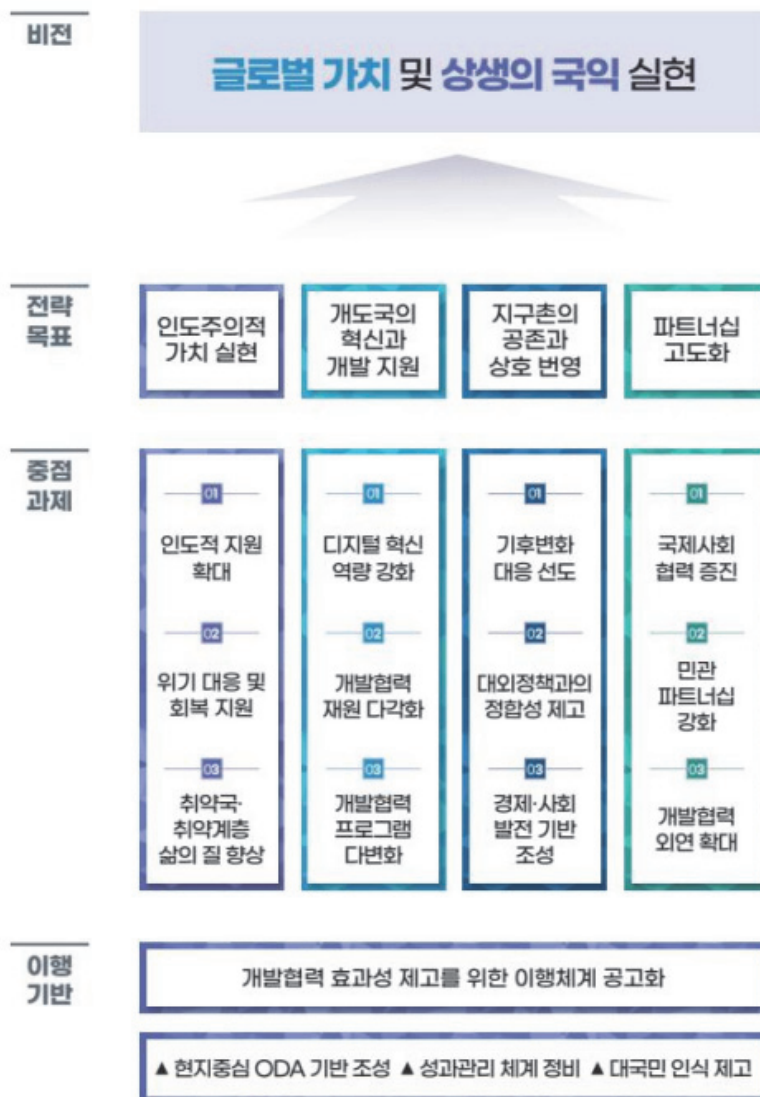 비전
글로벌 가치 및 상생의 국익 실현
전략
목표
인도주의적
가치 실현
개도국의
혁신과
개발 지원
지구촌의
공존과
상호 번영
파트너십
고도화
중점
과제
01
인도적 지원
확대
02
위기 대응 및
회복 지원
03
취약국·
취약계층
삶의 질 향상
01
디지털 혁신
역량 강화
02
개발협력
재원 다각화
03
개발협력
프로그램
다변화
01
기후변화
대응 선도
02
대외정책과의
정합성 제고
03
경제·사회
발전 기반
조성
01
국제사회
협력 증진
02
민관
파트너십
강화
03
개발협력
외연 확대
이행
기반
개발협력 효과성 제고를 위한 이행체계 공고화
▲ 현지중심 ODA 기반 조성 ▲ 성과관리 체계 정비 ▲ 대국민 인식 제고